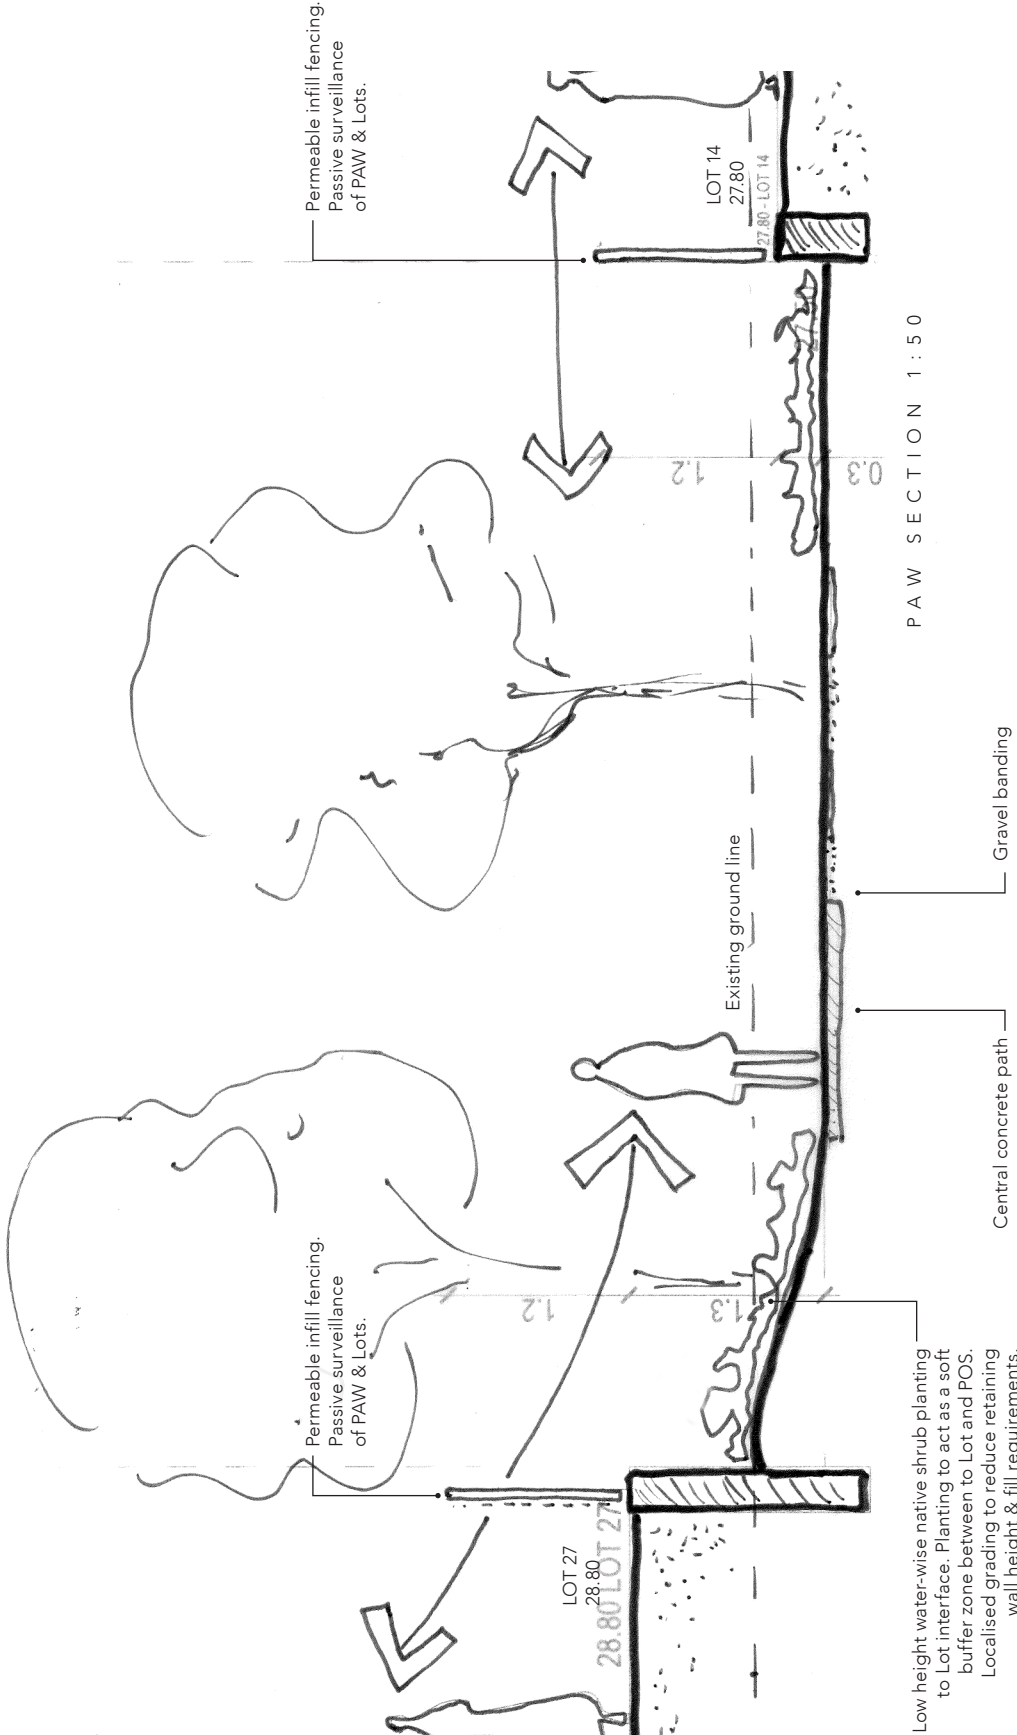 Permeable infill fencing.
Passive surveillance
of PAW & Lots.
LOT 27
28.80
28.80 LOT 27
1.2
1.3
Low height water-wise native shrub planting
to Lot interface. Planting to act as a soft
buffer zone between to Lot and POS.
Localised grading to reduce retaining
wall height & fill requirements.
Central concrete path
Existing ground line
Gravel banding
1.2
0.3
Permeable infill fencing.
Passive surveillance
of PAW & Lots.
LOT 14
27.80
27.80 - LOT 14
PAW SECTION 1:50